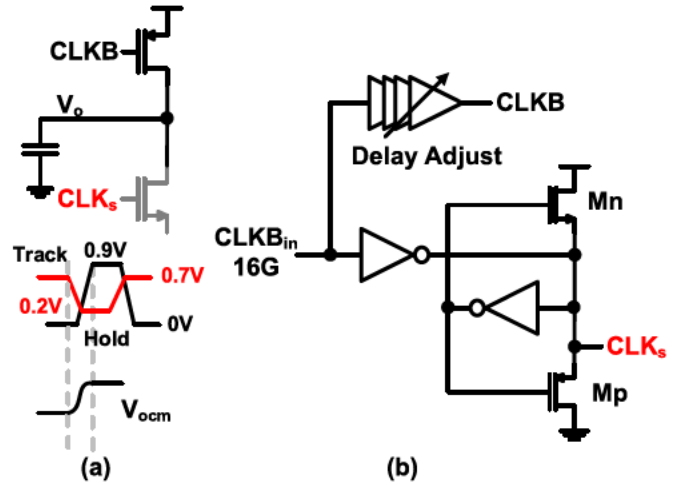 CLKB
Vo
CLKs
Track
0.9V
0.7V
0.2V
Hold
0V
Vocm
(a)
CLKB
Delay Adjust
CLKBin
16G
Mn
CLKs
Mp
(b)